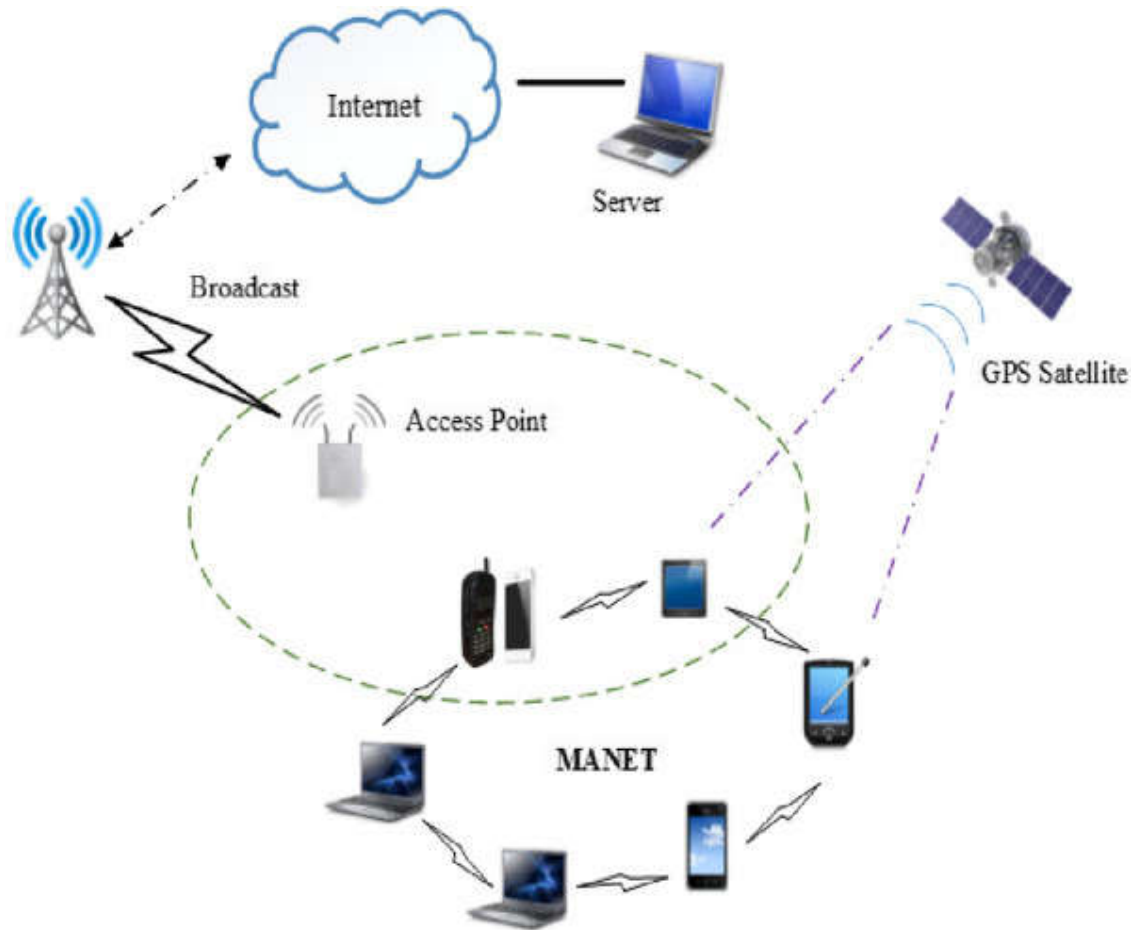 Internet
Server
Broadcast
GPS Satellite
Access Point
MANET